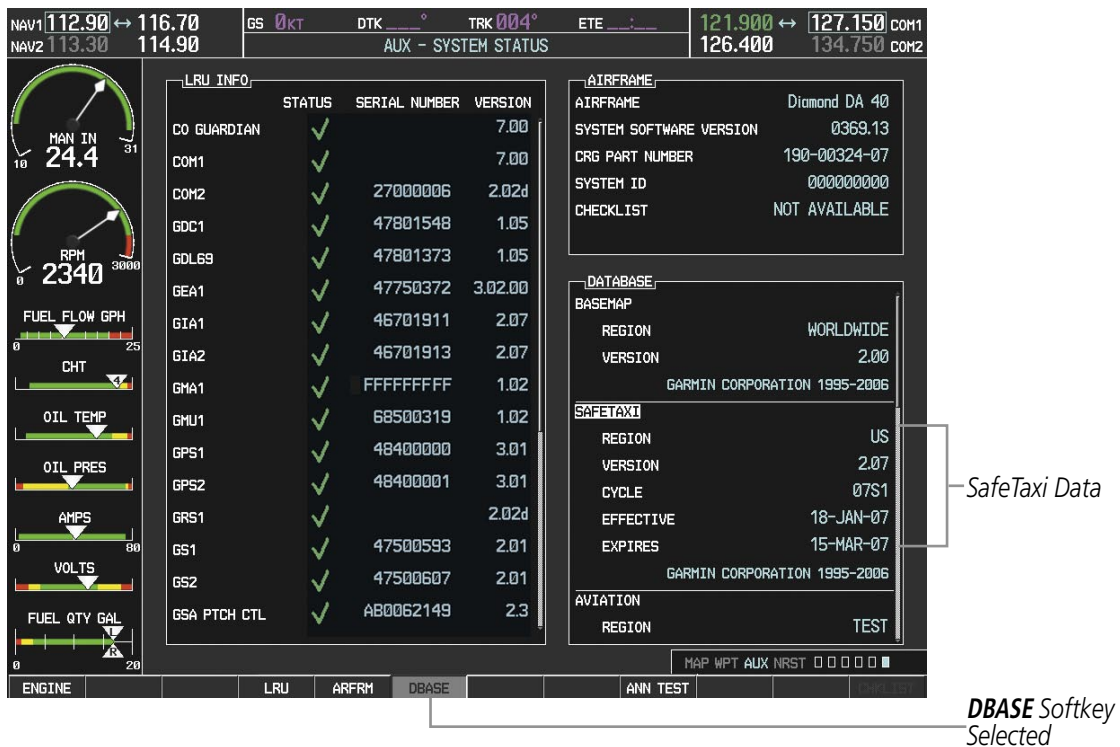 NAV1 112.90 ↔ 116.70
NAV2 113.30 114.90
GS 0KT DTK ___° TRK 004° ETE __:__
AUX - SYSTEM STATUS
121.900 ↔ 127.150 COM1
126.400 134.750 COM2
MAN IN
24.4
10 31
RPM
2340
0 3000
FUEL FLOW GPH
0 25
CHT
4
OIL TEMP
OIL PRES
AMPS
0 80
VOLTS
FUEL QTY GAL
L
R
0 20
LRU INFO
STATUS SERIAL NUMBER VERSION
CO GUARDIAN ✓ 7.00
COM1 ✓ 7.00
COM2 ✓ 27000006 2.02d
GDC1 ✓ 47801548 1.05
GDL69 ✓ 47801373 1.05
GEA1 ✓ 47750372 3.02.00
GIA1 ✓ 46701911 2.07
GIA2 ✓ 46701913 2.07
GMA1 ✓ FFFFFFFFF 1.02
GMU1 ✓ 68500319 1.02
GPS1 ✓ 48400000 3.01
GPS2 ✓ 48400001 3.01
GRS1 ✓ 2.02d
GS1 ✓ 47500593 2.01
GS2 ✓ 47500607 2.01
GSA PTCH CTL ✓ AB0062149 2.3
AIRFRAME
AIRFRAME Diamond DA 40
SYSTEM SOFTWARE VERSION 0369.13
CRG PART NUMBER 190-00324-07
SYSTEM ID 000000000
CHECKLIST NOT AVAILABLE
DATABASE
BASEMAP
REGION WORLDWIDE
VERSION 2.00
GARMIN CORPORATION 1995-2006
SAFETAXI
REGION US
VERSION 2.07
CYCLE 07S1
EFFECTIVE 18-JAN-07
EXPIRES 15-MAR-07
GARMIN CORPORATION 1995-2006
AVIATION
REGION TEST
SafeTaxi Data
MAP WPT AUX NRST
ENGINE LRU ARFRM DBASE ANN TEST CHKLIST
DBASE Softkey
Selected